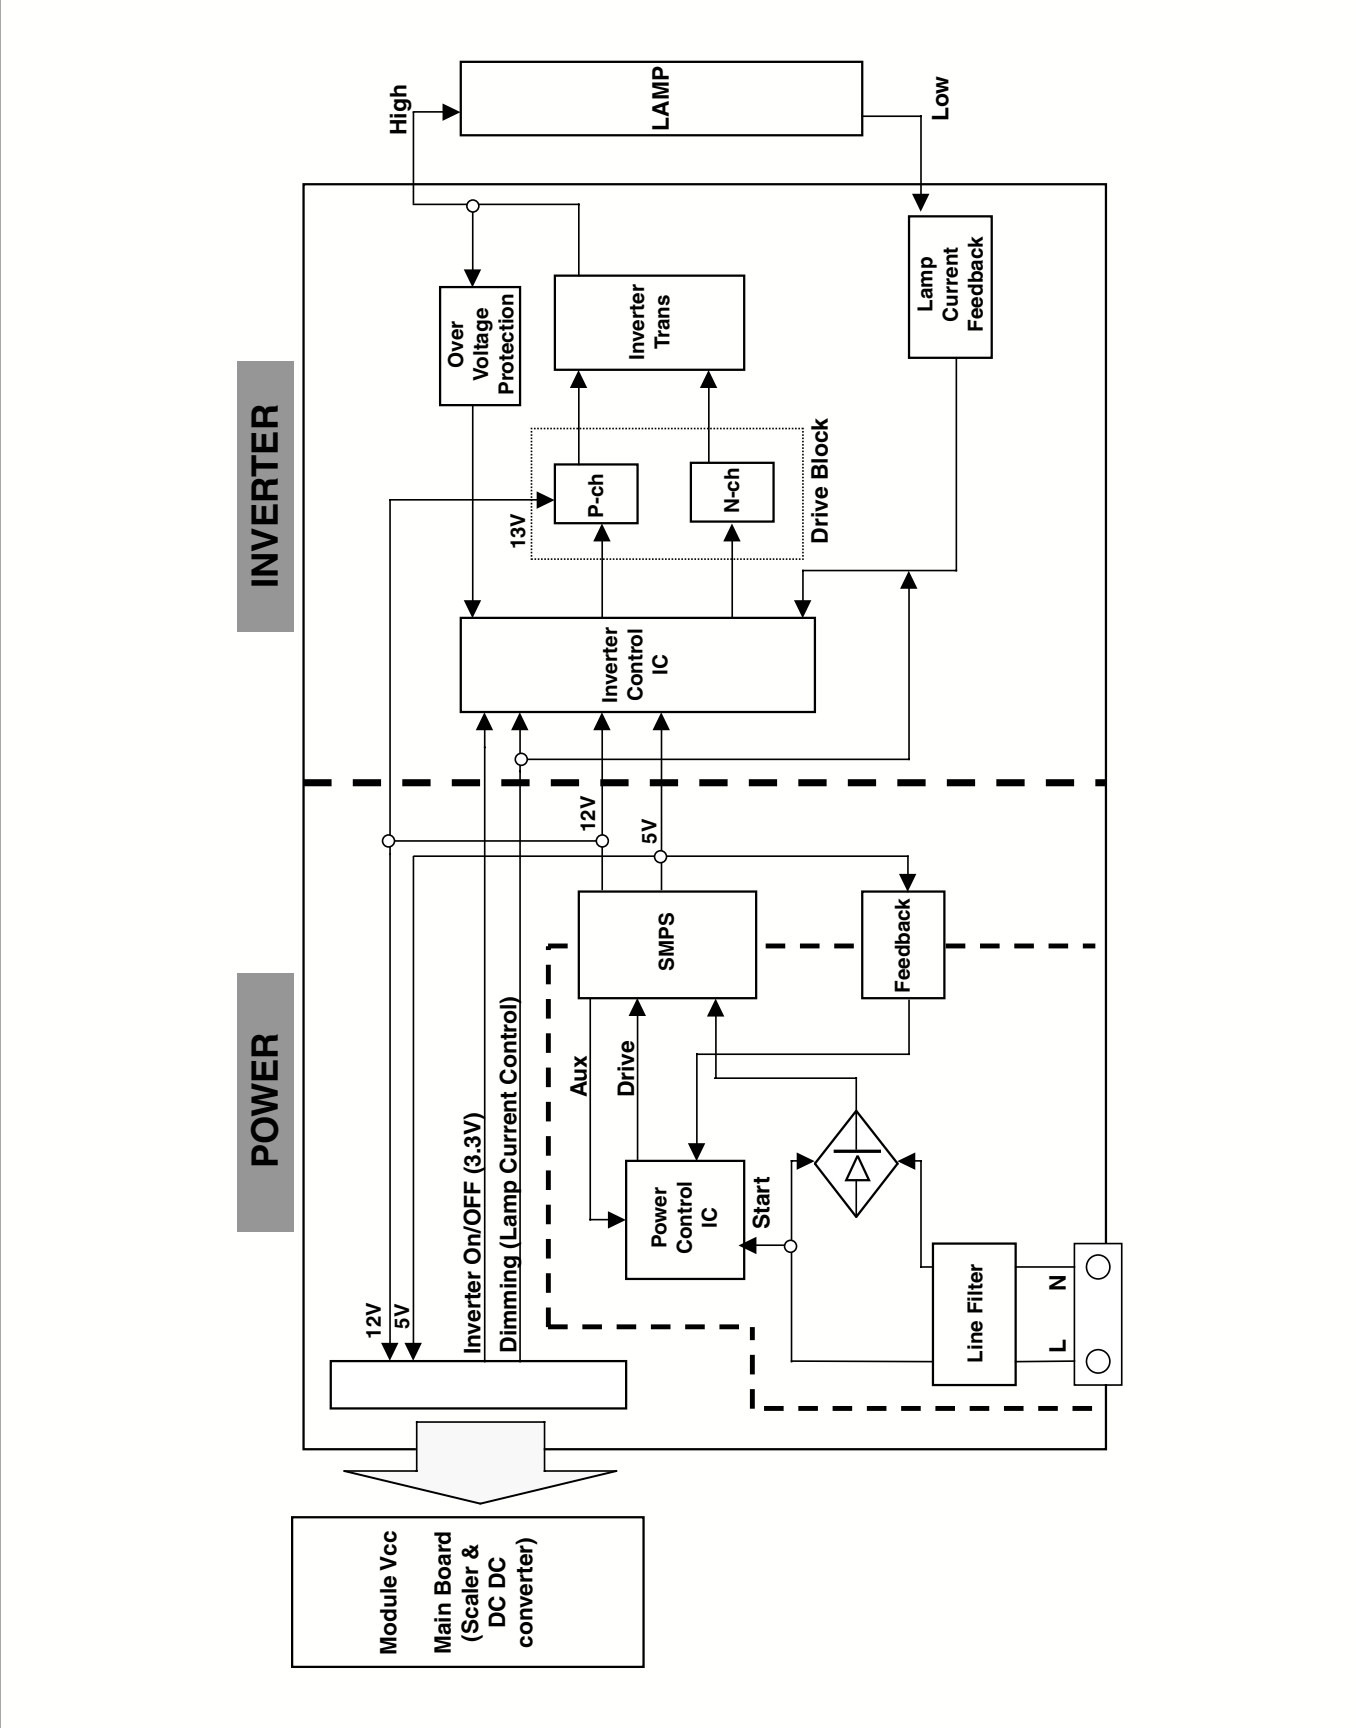 POWER
INVERTER
Module Vcc
Main Board
(Scaler &
DC DC
converter)
12V
5V
Inverter On/OFF (3.3V)
Dimming (Lamp Current Control)
Aux
Drive
Power
Control
IC
Start
Line Filter
L
N
SMPS
Feedback
12V
5V
Inverter
Control
IC
13V
P-ch
N-ch
Drive Block
Over
Voltage
Protection
Inverter
Trans
Lamp
Current
Feedback
High
LAMP
Low